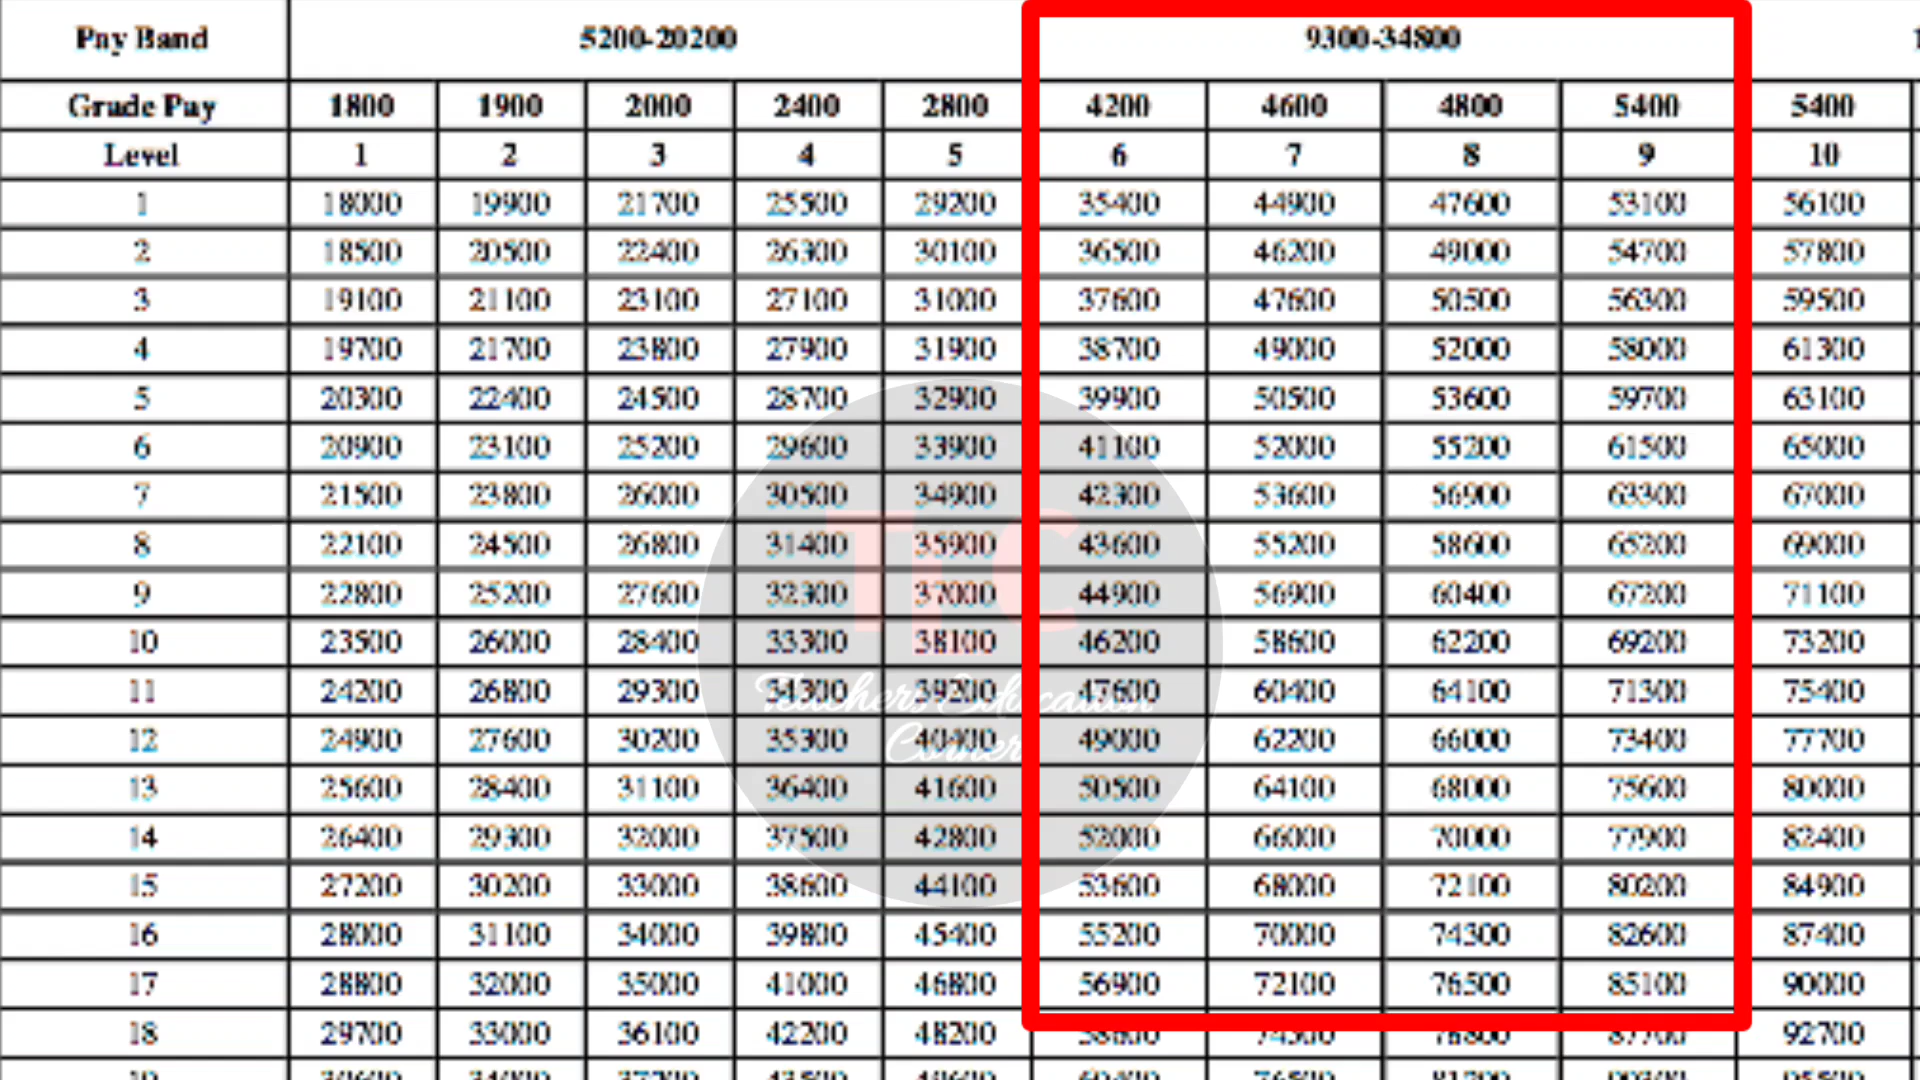 Pay Band 5200-20200 9300-34800
Grade Pay 1800 1900 2000 2400 2800 4200 4600 4800 5400 5400
Level 1 2 3 4 5 6 7 8 9 10
1 18000 19900 21700 25500 29200 35400 44900 47600 53100 56100
2 18500 20500 22400 26300 30100 36500 46200 49000 54700 57800
3 19100 21100 23100 27100 31000 37600 47600 50500 56300 59500
4 19700 21700 23800 27900 31900 38700 49000 52000 58000 61300
5 20300 22400 24500 28700 32900 39900 50500 53600 59700 63100
6 20900 23100 25200 29600 33900 41100 52000 55200 61500 65000
7 21500 23800 26000 30500 34900 42300 53600 56900 63300 67000
TEC
8 22100 24500 26800 31400 35900 43600 55200 58600 65200 69000
9 22800 25200 27600 32300 37000 44900 56900 60400 67200 71100
10 23500 26000 28400 33300 38100 46200 58600 62200 69200 73200
11 24200 26800 29300 34300 39200 47600 60400 64100 71300 75400
Teachers Education
12 24900 27600 30200 35300 40400 49000 62200 66000 73400 77700
Corner
13 25600 28400 31100 36400 41600 50500 64100 68000 75600 80000
14 26400 29300 32000 37500 42800 52000 66000 70000 77900 82400
15 27200 30200 33000 38600 44100 53600 68000 72100 80200 84900
16 28000 31100 34000 39800 45400 55200 70000 74300 82600 87400
17 28800 32000 35000 41000 46800 56900 72100 76500 85100 90000
18 29700 33000 36100 42200 48200 58600 74300 78800 87700 92700